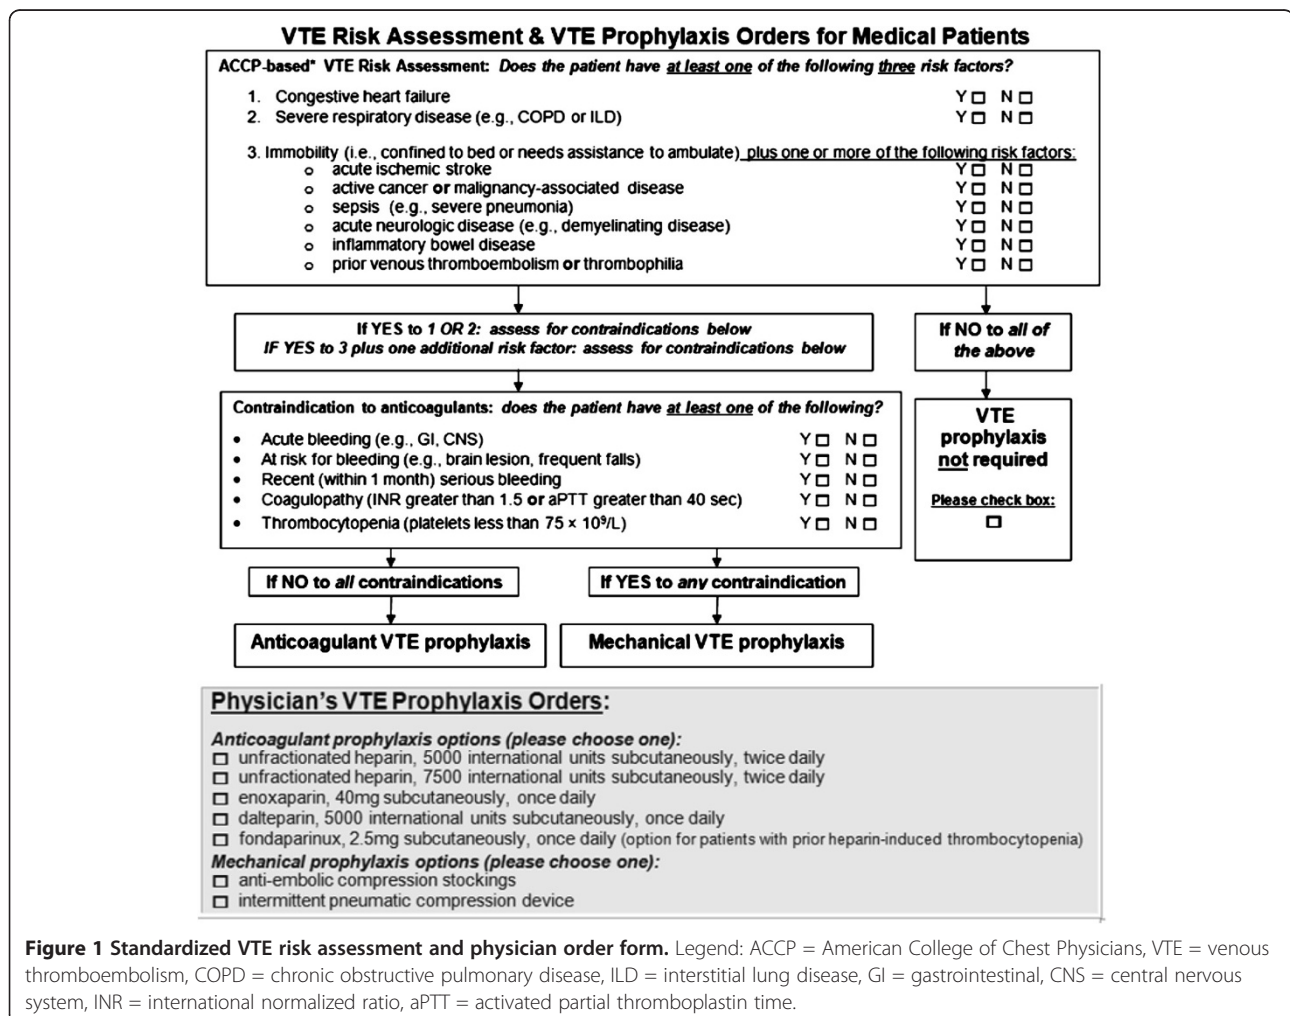 VTE Risk Assessment & VTE Prophylaxis Orders for Medical Patients
ACCP-based* VTE Risk Assessment: Does the patient have at least one of the following three risk factors?
1. Congestive heart failure Y N
2. Severe respiratory disease (e.g., COPD or ILD) Y N
3. Immobility (i.e., confined to bed or needs assistance to ambulate) plus one or more of the following risk factors:
acute ischemic stroke Y N
active cancer or malignancy-associated disease Y N
sepsis (e.g., severe pneumonia) Y N
acute neurologic disease (e.g., demyelinating disease) Y N
inflammatory bowel disease Y N
prior venous thromboembolism or thrombophilia Y N
If YES to 1 OR 2: assess for contraindications below
IF YES to 3 plus one additional risk factor: assess for contraindications below
If NO to all of
the above
Contraindication to anticoagulants: does the patient have at least one of the following?
• Acute bleeding (e.g., GI, CNS) Y N
• At risk for bleeding (e.g., brain lesion, frequent falls) Y N
• Recent (within 1 month) serious bleeding Y N
• Coagulopathy (INR greater than 1.5 or aPTT greater than 40 sec) Y N
• Thrombocytopenia (platelets less than 75 x 10⁹/L) Y N
VTE
prophylaxis
not required
Please check box:
If NO to all contraindications
If YES to any contraindication
Anticoagulant VTE prophylaxis
Mechanical VTE prophylaxis
Physician's VTE Prophylaxis Orders:
Anticoagulant prophylaxis options (please choose one):
unfractionated heparin, 5000 international units subcutaneously, twice daily
unfractionated heparin, 7500 international units subcutaneously, twice daily
enoxaparin, 40mg subcutaneously, once daily
dalteparin, 5000 international units subcutaneously, once daily
fondaparinux, 2.5mg subcutaneously, once daily (option for patients with prior heparin-induced thrombocytopenia)
Mechanical prophylaxis options (please choose one):
anti-embolic compression stockings
intermittent pneumatic compression device
Figure 1 Standardized VTE risk assessment and physician order form. Legend: ACCP = American College of Chest Physicians, VTE = venous
thromboembolism, COPD = chronic obstructive pulmonary disease, ILD = interstitial lung disease, GI = gastrointestinal, CNS = central nervous
system, INR = international normalized ratio, aPTT = activated partial thromboplastin time.